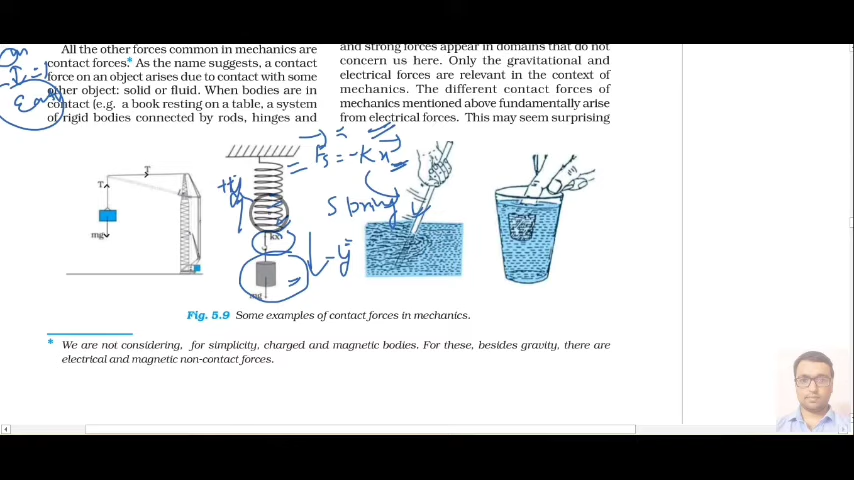 All the other forces common in mechanics are
contact forces.* As the name suggests, a contact
force on an object arises due to contact with some
other object: solid or fluid. When bodies are in
contact (e.g. a book resting on a table, a system
of rigid bodies connected by rods, hinges and
and strong forces appear in domains that do not
concern us here. Only the gravitational and
electrical forces are relevant in the context of
mechanics. The different contact forces of
mechanics mentioned above fundamentally arise
from electrical forces. This may seem surprising
Fs = -Kx
Spring
T
T
mg
+y
kx
-y
mg
Fig. 5.9 Some examples of contact forces in mechanics.
* We are not considering, for simplicity, charged and magnetic bodies. For these, besides gravity, there are
electrical and magnetic non-contact forces.